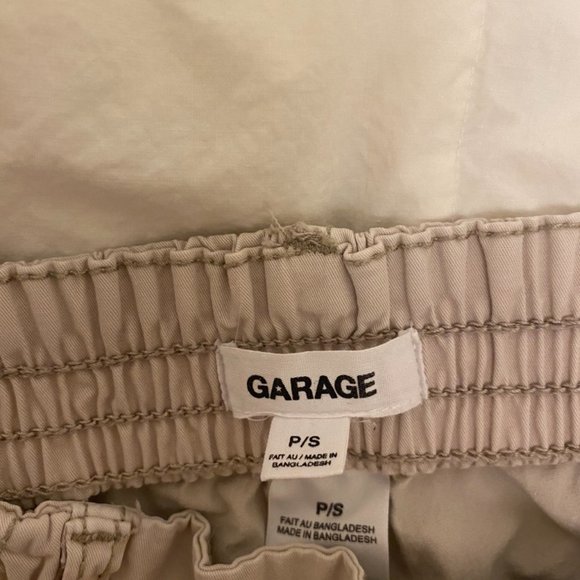 GARAGE
P/S
FAIT AU / MADE IN
BANGLADESH
P/S
FAIT AU BANGLADESH
MADE IN BANGLADESH